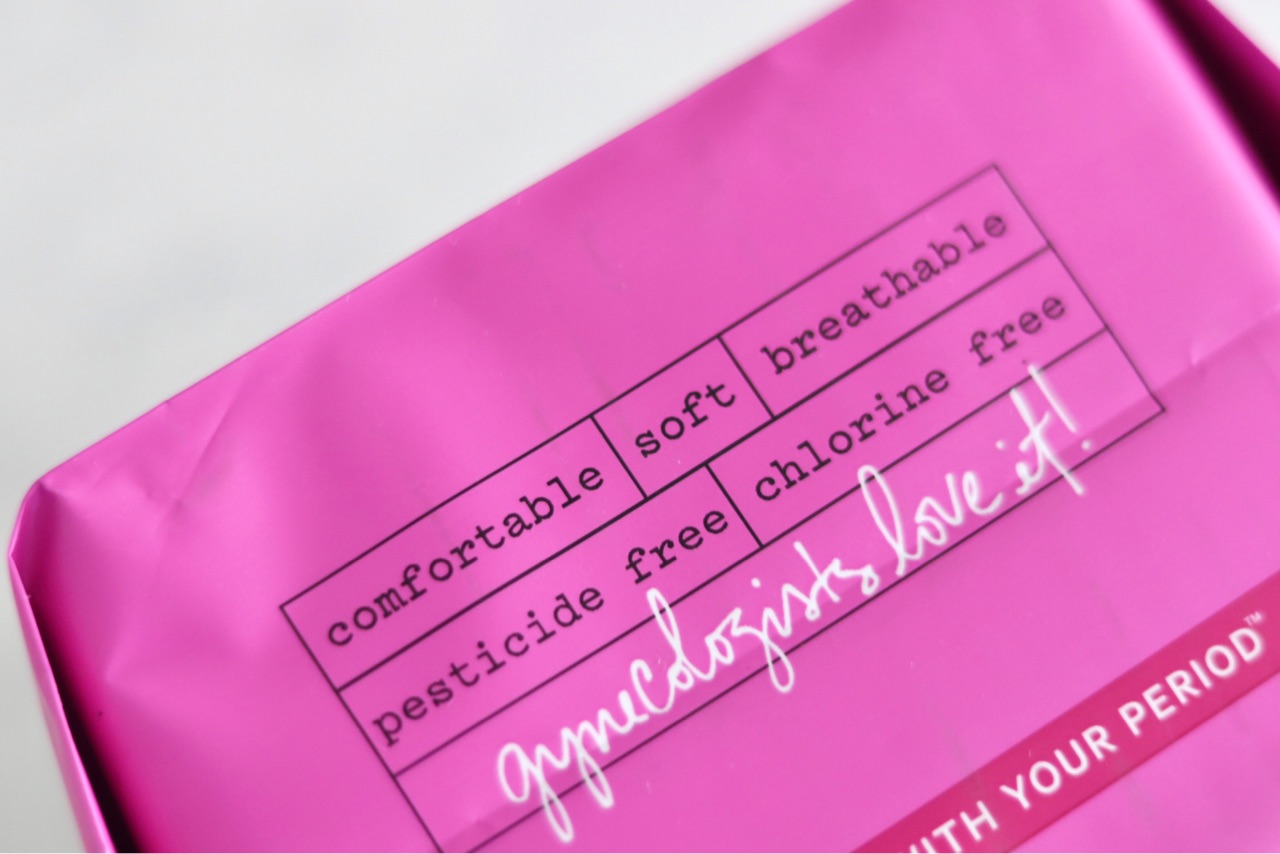 comfortable soft breathable
pesticide free chlorine free
gynecologists love it!
WITH YOUR PERIOD™